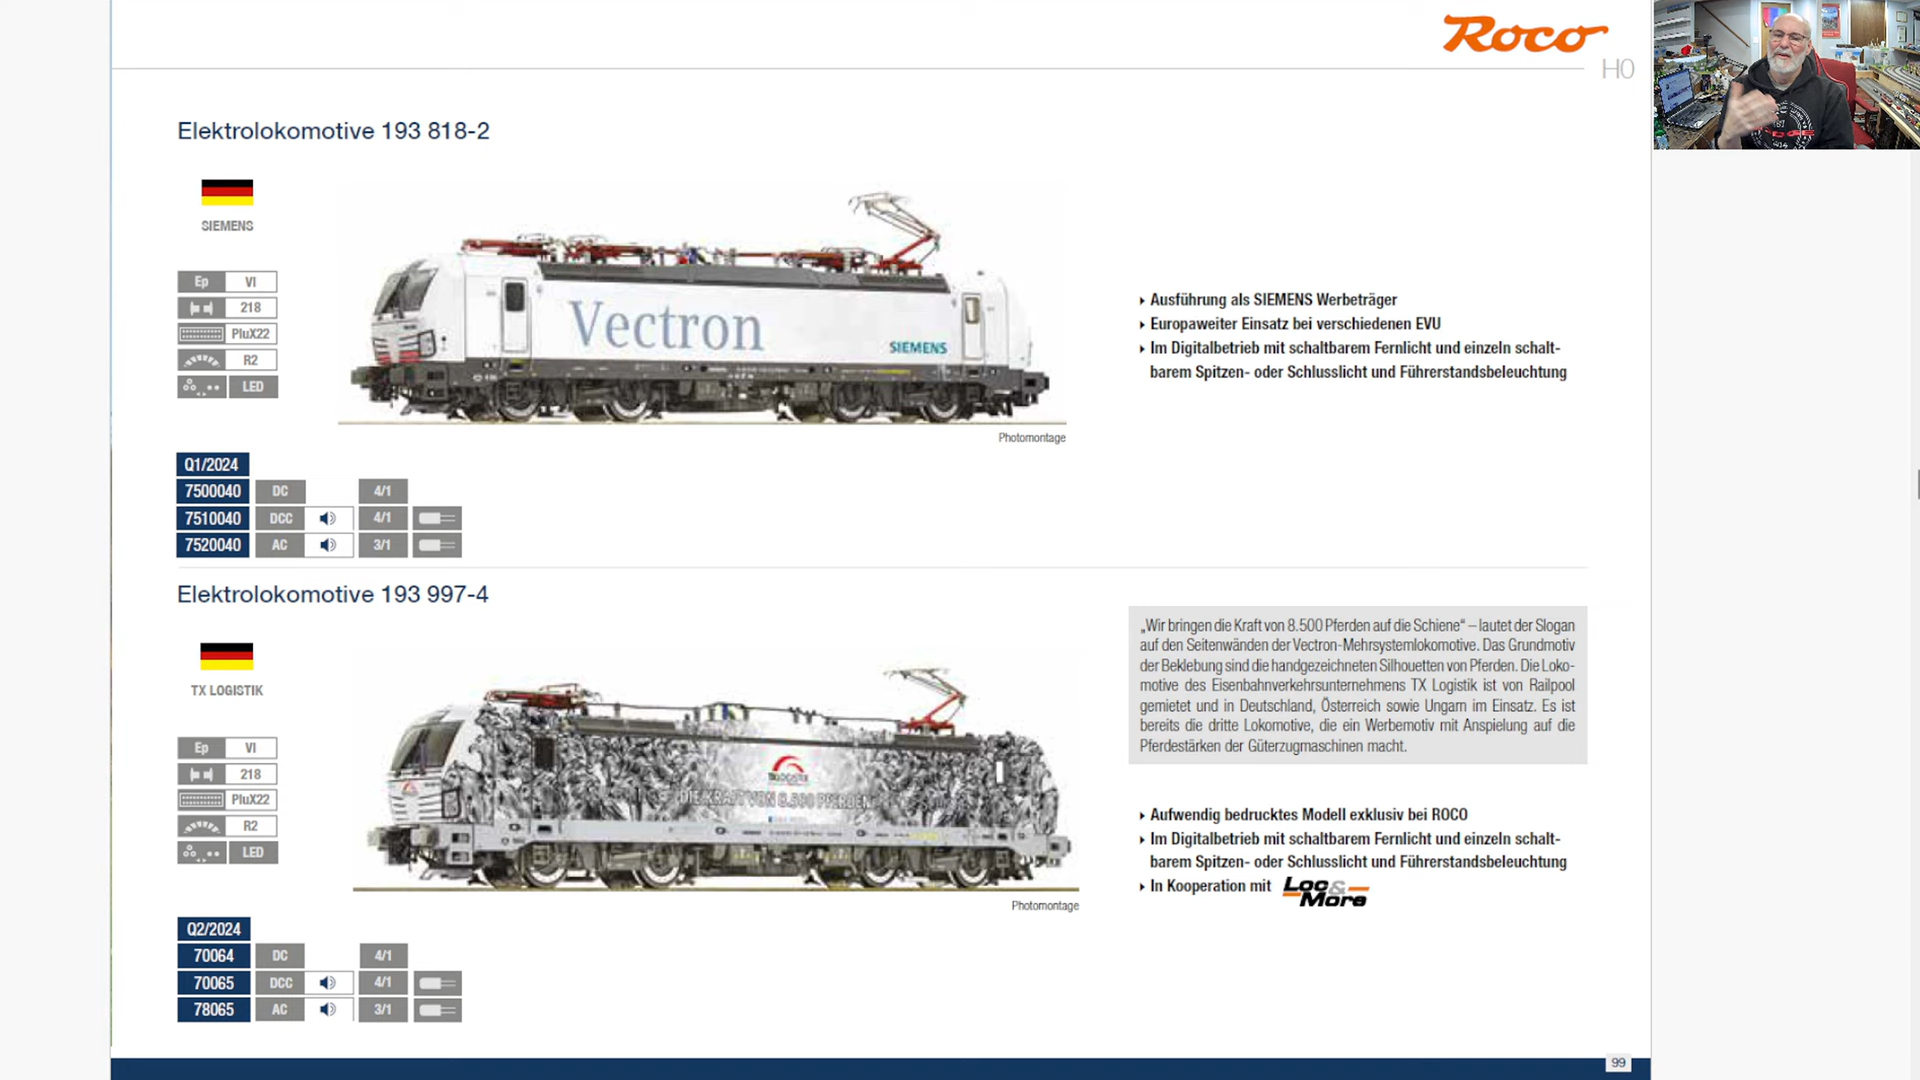 Roco
H0
Elektrolokomotive 193 818-2
SIEMENS
Ep VI
218
PluX22
R2
LED
Vectron
SIEMENS
Photomontage
▸ Ausführung als SIEMENS Werbeträger
▸ Europaweiter Einsatz bei verschiedenen EVU
▸ Im Digitalbetrieb mit schaltbarem Fernlicht und einzeln schalt-
barem Spitzen- oder Schlusslicht und Führerstandsbeleuchtung
Q1/2024
7500040 DC 4/1
7510040 DCC 4/1
7520040 AC 3/1
Elektrolokomotive 193 997-4
TX LOGISTIK
Ep VI
218
PluX22
R2
LED
TX LOGISTIK
DIE KRAFT VON 8.500 PFERDEN
Photomontage
„Wir bringen die Kraft von 8.500 Pferden auf die Schiene“ – lautet der Slogan
auf den Seitenwänden der Vectron-Mehrsystemlokomotive. Das Grundmotiv
der Beklebung sind die handgezeichneten Silhouetten von Pferden. Die Loko-
motive des Eisenbahnverkehrsunternehmens TX Logistik ist von Railpool
gemietet und in Deutschland, Österreich sowie Ungarn im Einsatz. Es ist
bereits die dritte Lokomotive, die ein Werbemotiv mit Anspielung auf die
Pferdestärken der Güterzugmaschinen macht.
▸ Aufwendig bedrucktes Modell exklusiv bei ROCO
▸ Im Digitalbetrieb mit schaltbarem Fernlicht und einzeln schalt-
barem Spitzen- oder Schlusslicht und Führerstandsbeleuchtung
▸ In Kooperation mit Loc & More
Q2/2024
70064 DC 4/1
70065 DCC 4/1
78065 AC 3/1
99